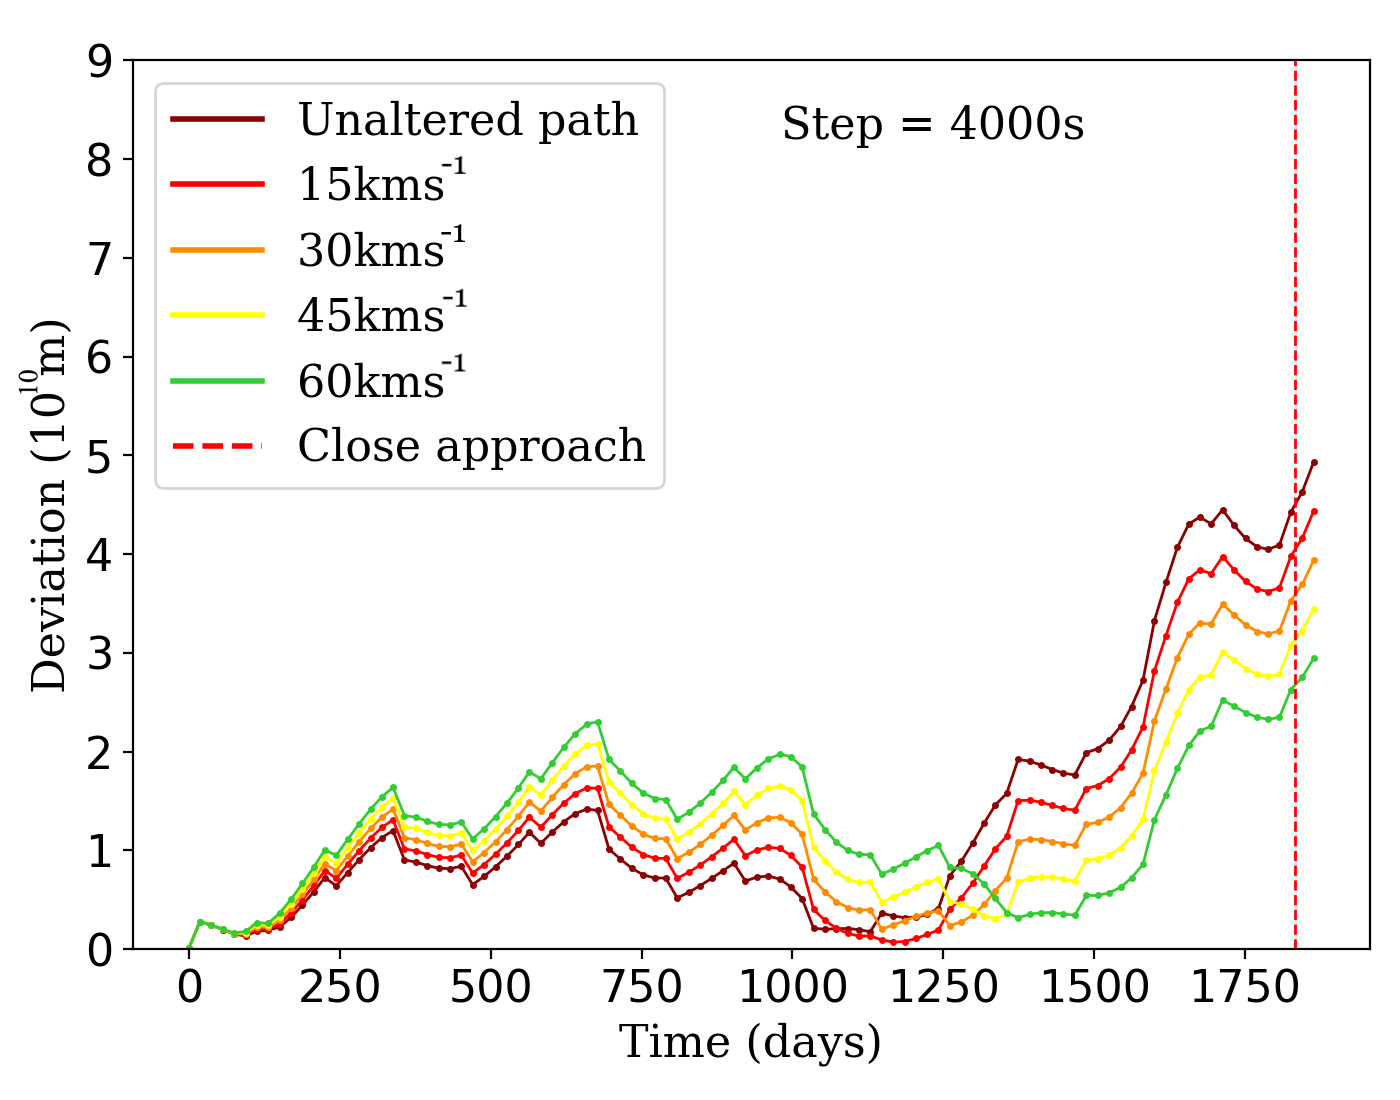 9
8
7
6
5
4
3
2
1
0
Deviation (10¹⁰m)
Unaltered path
15kms⁻¹
30kms⁻¹
45kms⁻¹
60kms⁻¹
Close approach
Step = 4000s
0 250 500 750 1000 1250 1500 1750
Time (days)